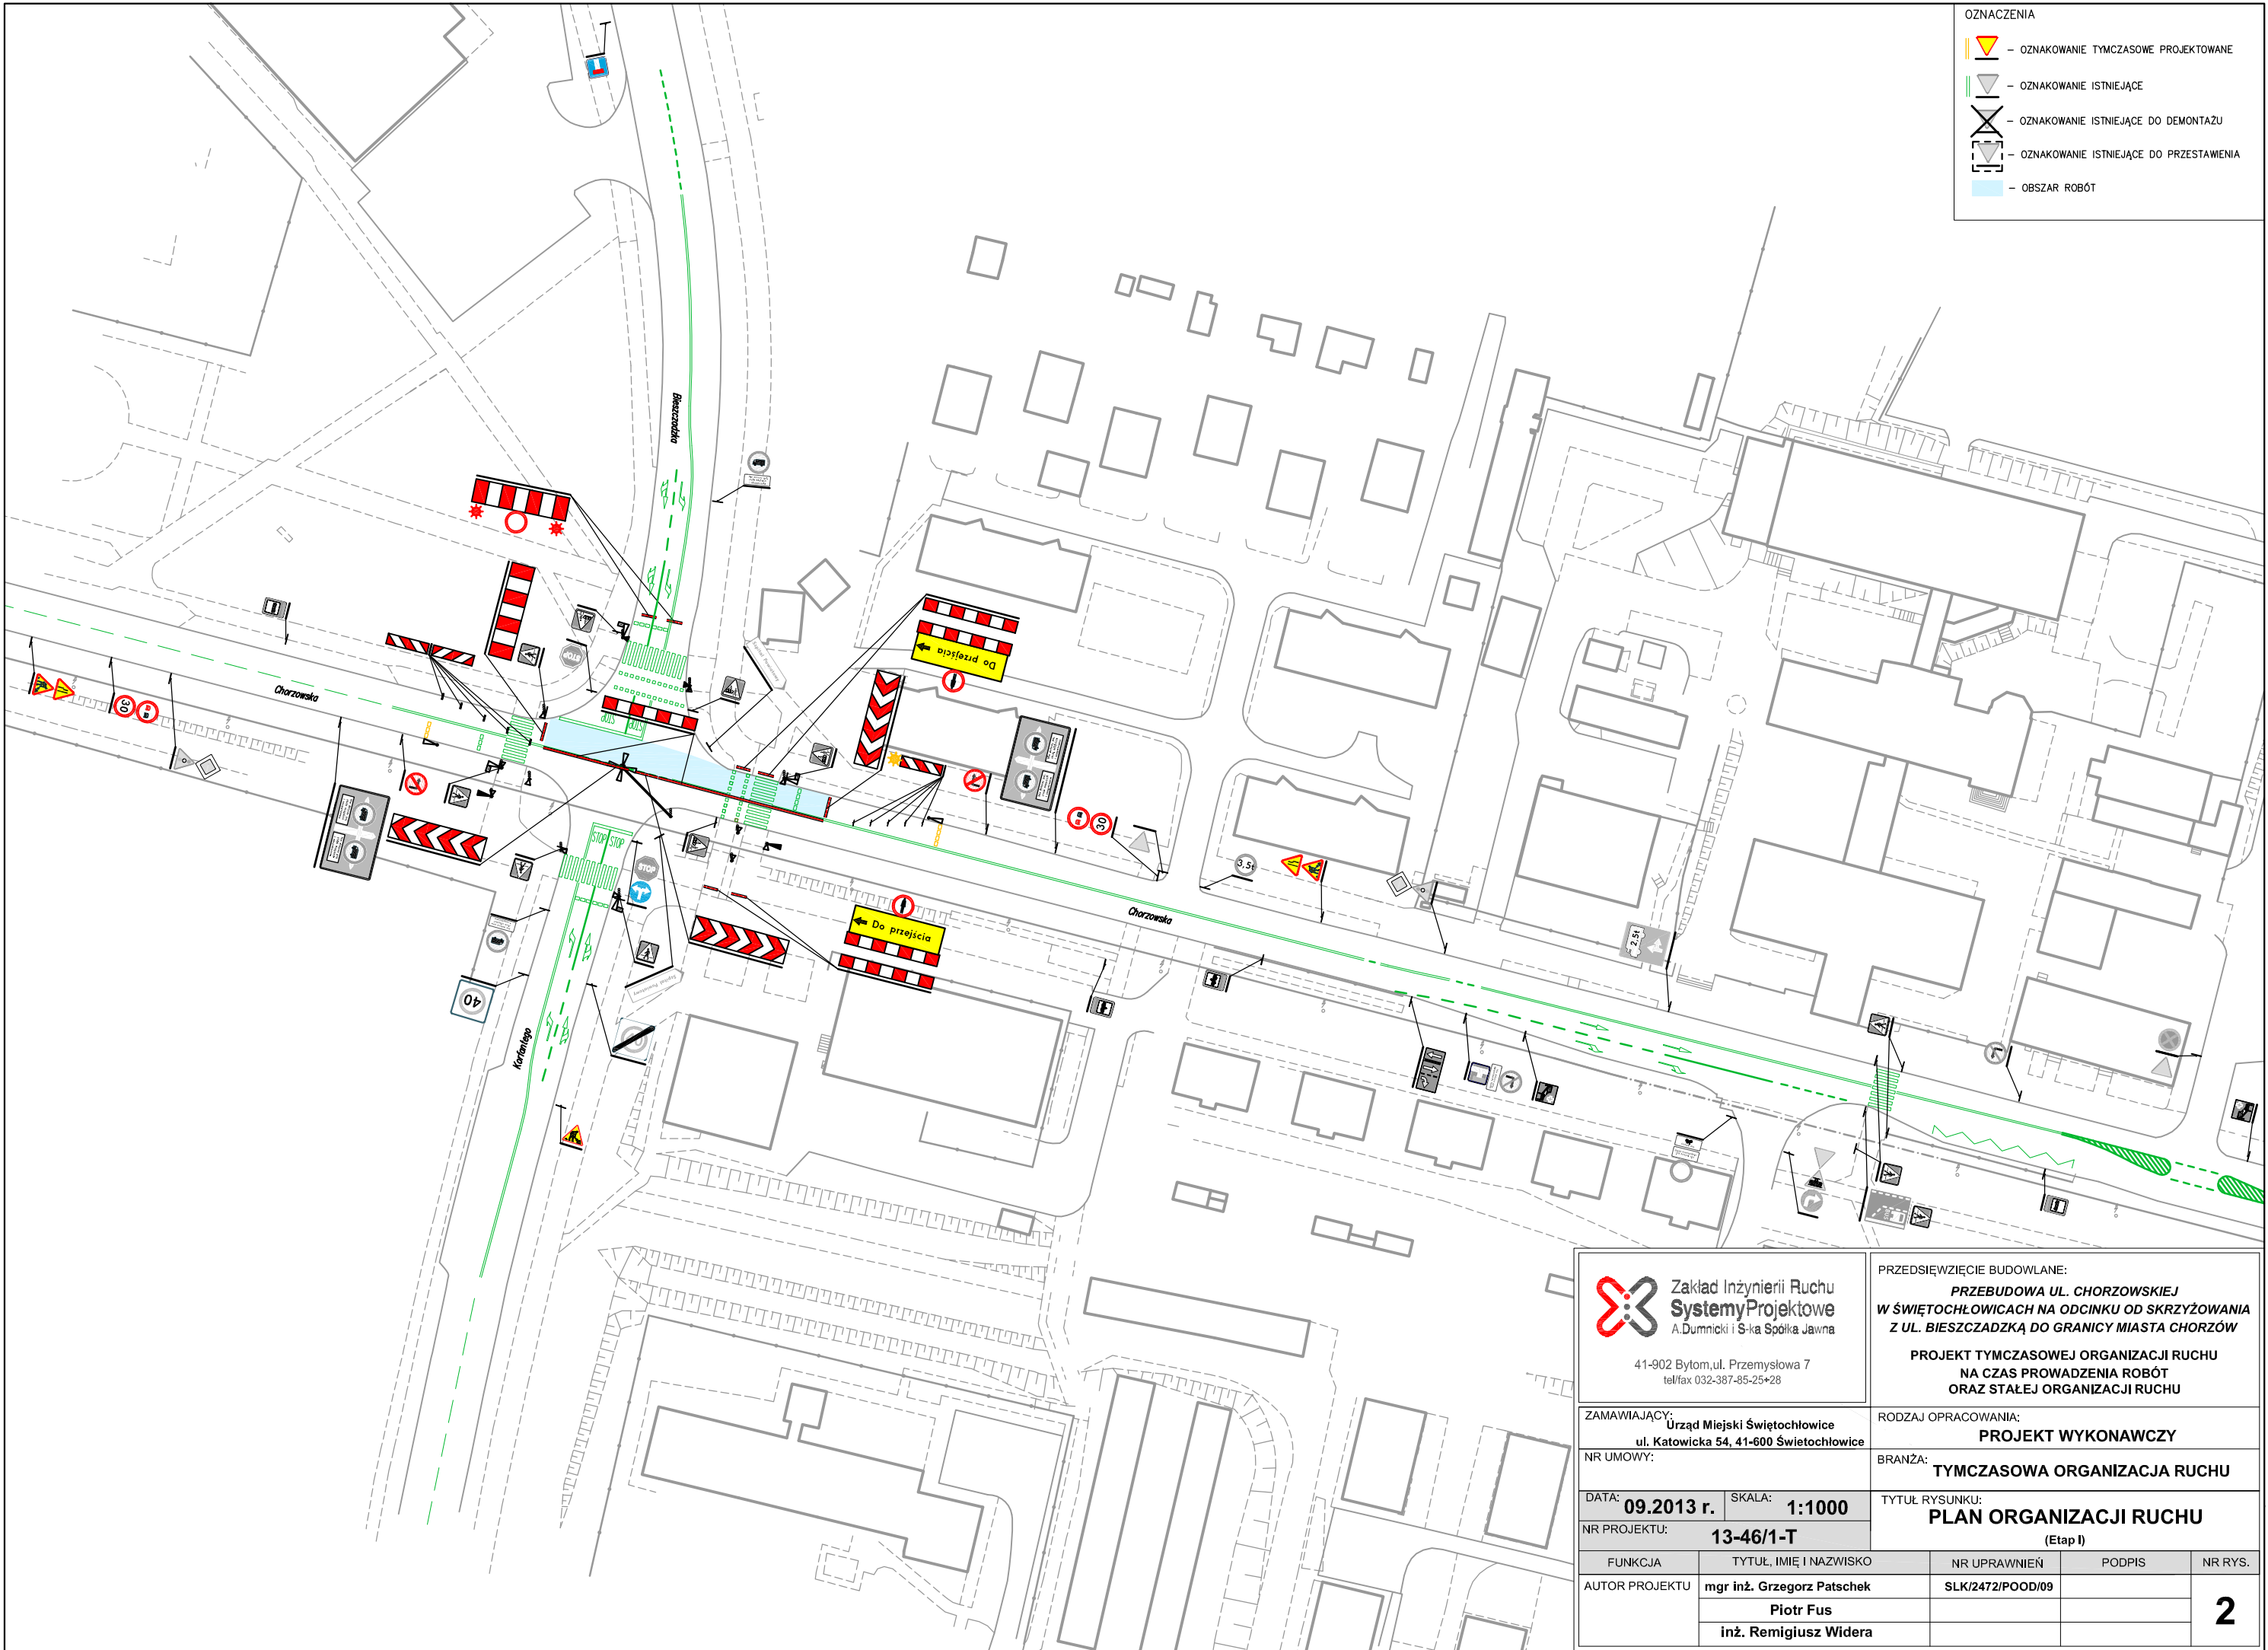 OZNACZENIA
– OZNAKOWANIE TYMCZASOWE PROJEKTOWANE
– OZNAKOWANIE ISTNIEJĄCE
– OZNAKOWANIE ISTNIEJĄCE DO DEMONTAŻU
– OZNAKOWANIE ISTNIEJĄCE DO PRZESTAWIENIA
– OBSZAR ROBÓT
Bieszczadzka
STOP
Do przejścia
Chorzowska
30
STOP
STOP
30
STOP STOP
STOP
3,5t
Do przejścia
Chorzowska
2,5t
40
Korfantego
Zakład Inżynierii Ruchu
SystemyProjektowe
A.Dumnicki i S-ka Spółka Jawna
41-902 Bytom,ul. Przemysłowa 7
tel/fax 032-387-85-25÷28
PRZEDSIĘWZIĘCIE BUDOWLANE:
PRZEBUDOWA UL. CHORZOWSKIEJ
W ŚWIĘTOCHŁOWICACH NA ODCINKU OD SKRZYŻOWANIA
Z UL. BIESZCZADZKĄ DO GRANICY MIASTA CHORZÓW
PROJEKT TYMCZASOWEJ ORGANIZACJI RUCHU
NA CZAS PROWADZENIA ROBÓT
ORAZ STAŁEJ ORGANIZACJI RUCHU
ZAMAWIAJĄCY:
Urząd Miejski Świętochłowice
ul. Katowicka 54, 41-600 Świetochłowice
RODZAJ OPRACOWANIA:
PROJEKT WYKONAWCZY
NR UMOWY:
BRANŻA: TYMCZASOWA ORGANIZACJA RUCHU
DATA: 09.2013 r. SKALA: 1:1000
TYTUŁ RYSUNKU:
PLAN ORGANIZACJI RUCHU
(Etap I)
NR PROJEKTU: 13-46/1-T
FUNKCJA TYTUŁ, IMIĘ I NAZWISKO NR UPRAWNIEŃ PODPIS NR RYS.
AUTOR PROJEKTU mgr inż. Grzegorz Patschek SLK/2472/POOD/09
Piotr Fus
inż. Remigiusz Widera
2